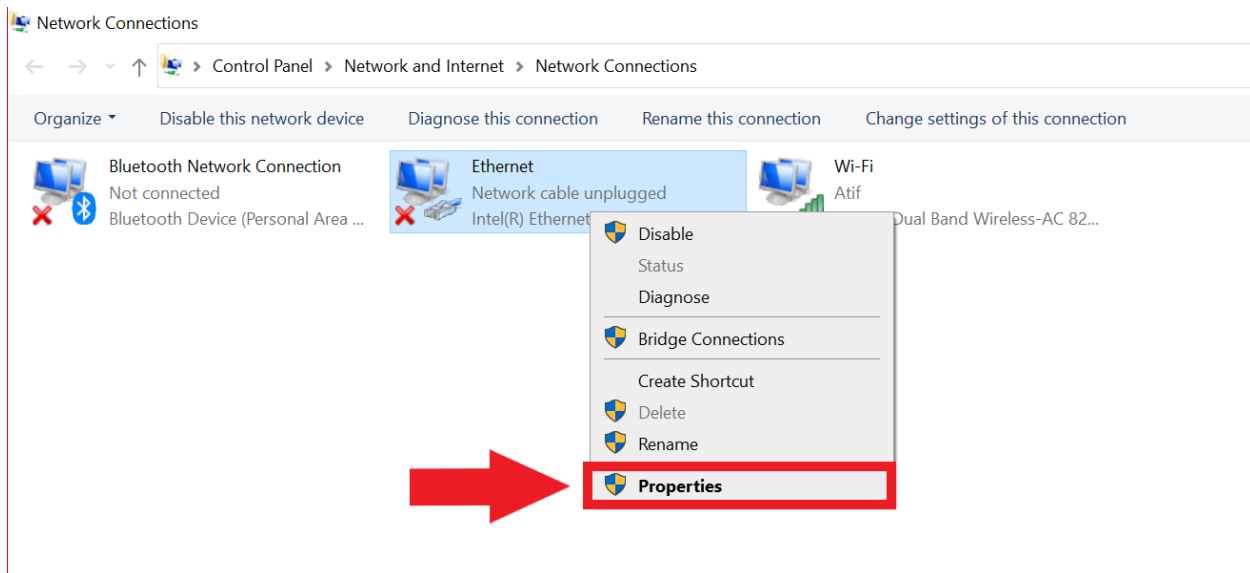 Network Connections
Control Panel > Network and Internet > Network Connections
Organize Disable this network device Diagnose this connection Rename this connection Change settings of this connection
Bluetooth Network Connection
Not connected
Bluetooth Device (Personal Area ...
Ethernet
Network cable unplugged
Intel(R) Ethernet
Wi-Fi
Atif
Dual Band Wireless-AC 82...
Disable
Status
Diagnose
Bridge Connections
Create Shortcut
Delete
Rename
Properties